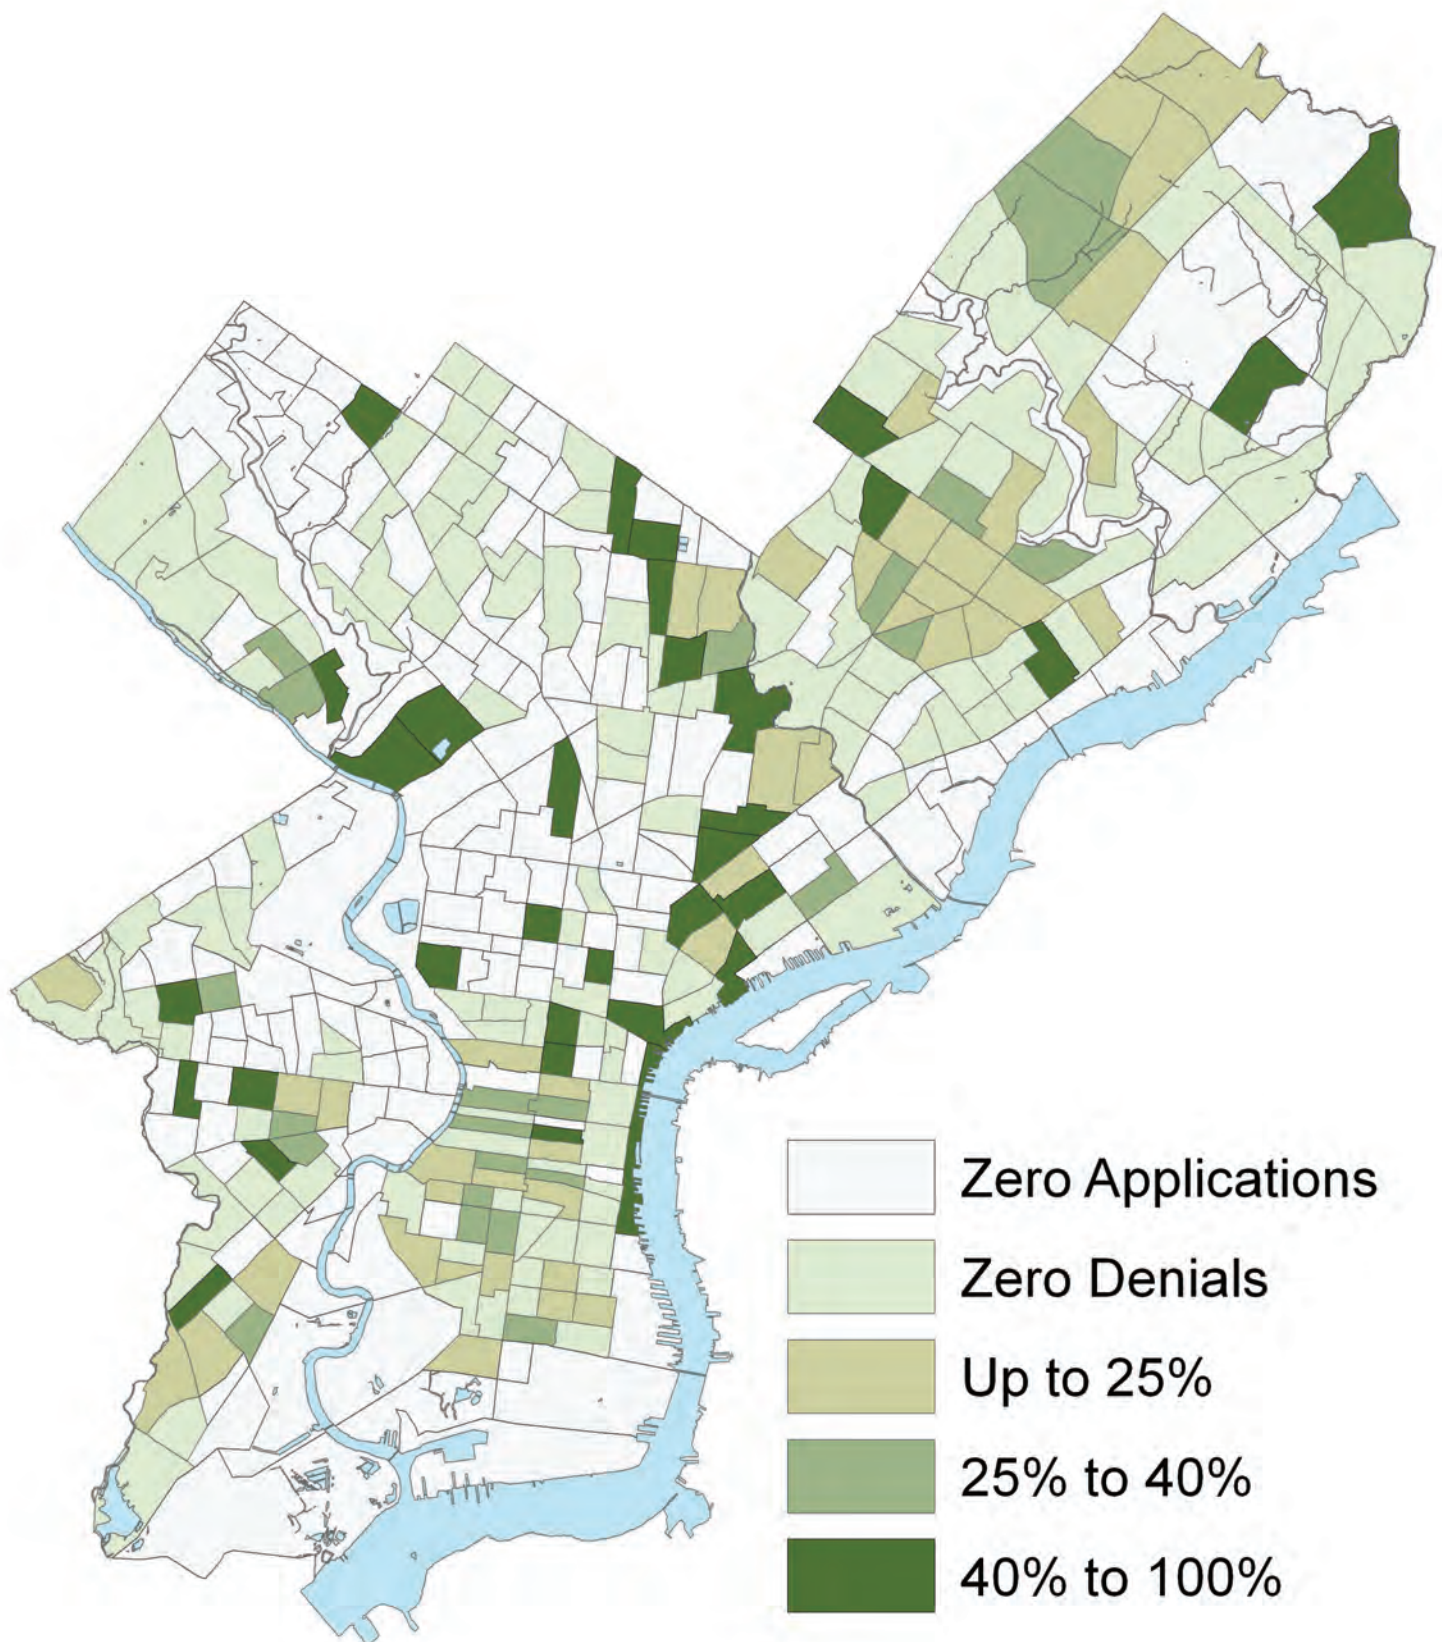 Zero Applications
Zero Denials
Up to 25%
25% to 40%
40% to 100%